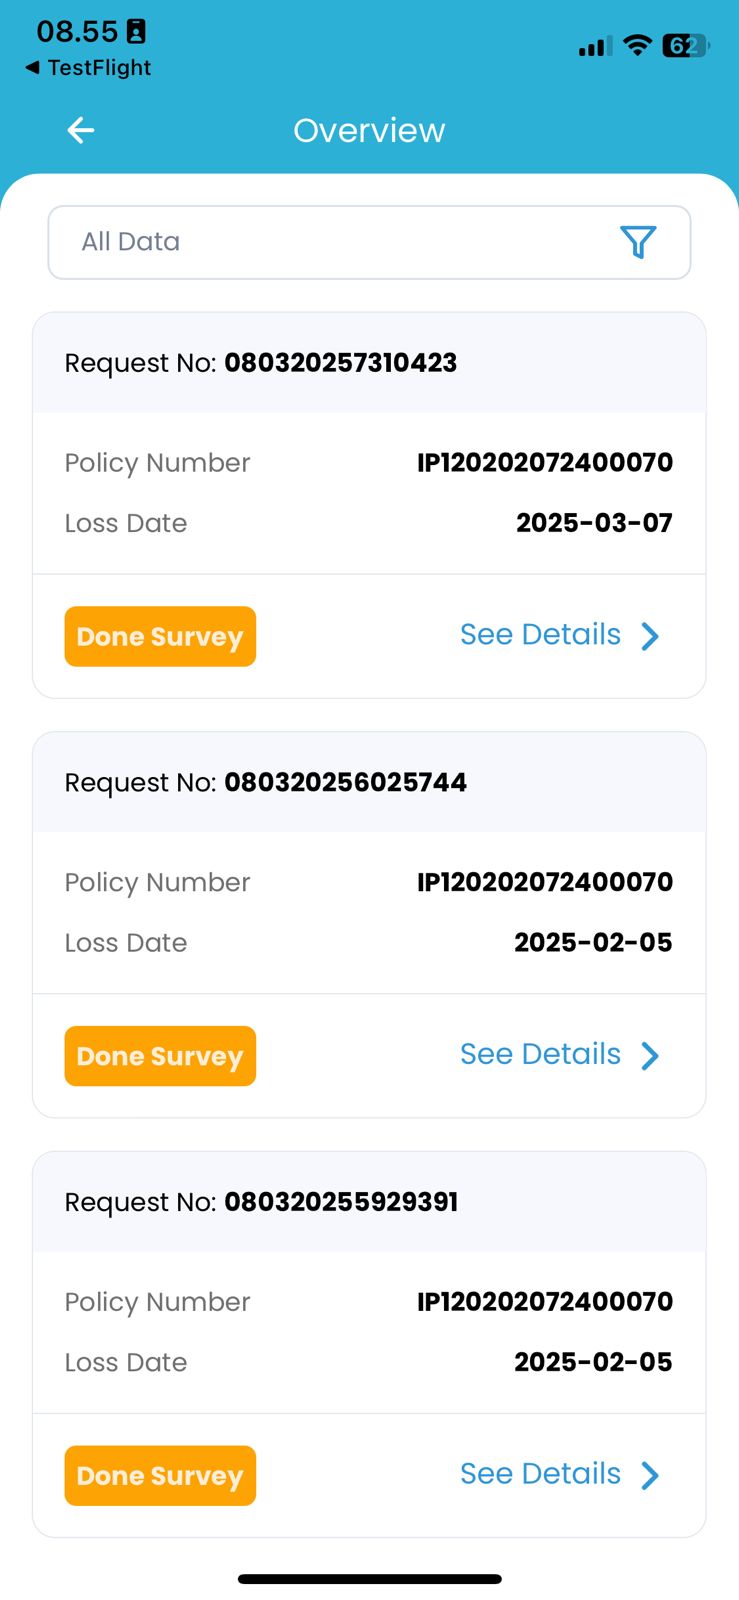 08.55
62
◀ TestFlight
Overview
All Data
Request No: 080320257310423
Policy Number IP120202072400070
Loss Date 2025-03-07
Done Survey See Details
Request No: 080320256025744
Policy Number IP120202072400070
Loss Date 2025-02-05
Done Survey See Details
Request No: 080320255929391
Policy Number IP120202072400070
Loss Date 2025-02-05
Done Survey See Details